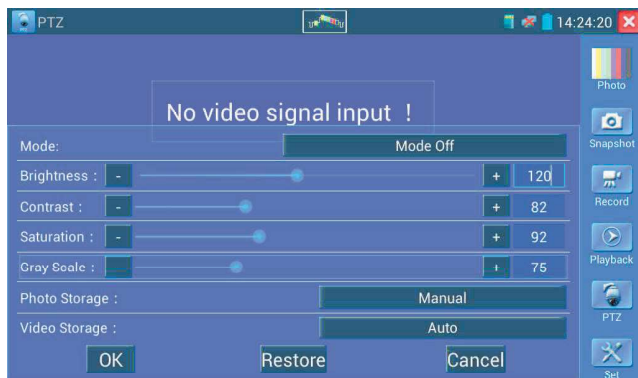 PTZ 14:24:20
No video signal input !
Mode: Mode Off
Brightness : - + 120
Contrast : - + 82
Saturation : - + 92
Gray Scale : + 75
Photo Storage : Manual
Video Storage : Auto
OK Restore Cancel
Photo
Snapshot
Record
Playback
PTZ
Set